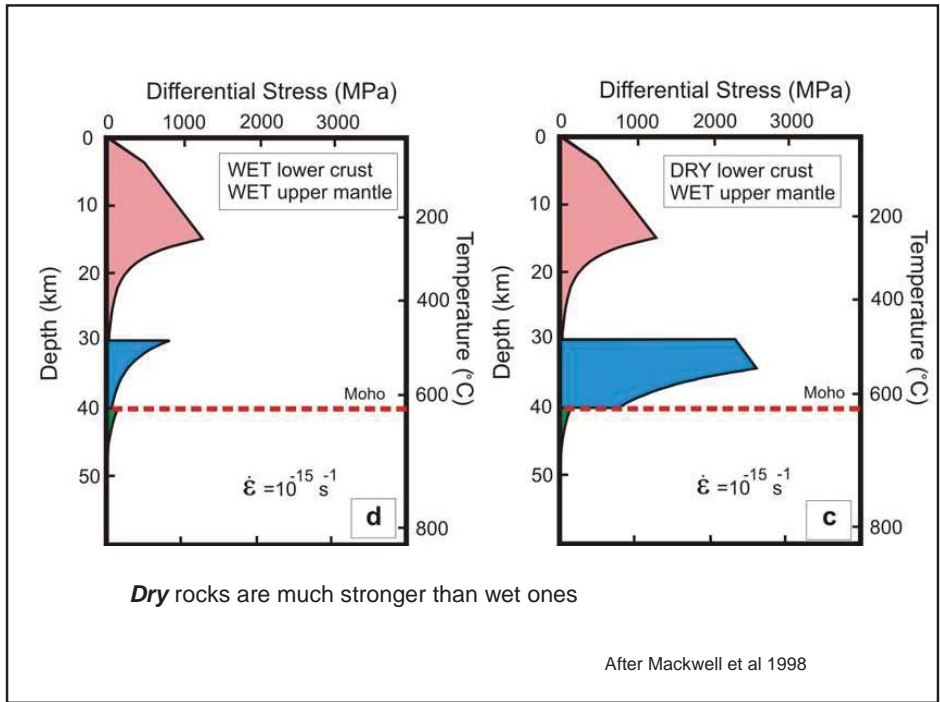 Differential Stress (MPa)
0 1000 2000 3000
0
10
20
30
40
50
Depth (km)
WET lower crust
WET upper mantle
200
400
600
800
Temperature (°C)
Moho
ε̇ =10⁻¹⁵ s⁻¹
d
Differential Stress (MPa)
0 1000 2000 3000
0
10
20
30
40
50
Depth (km)
DRY lower crust
WET upper mantle
200
400
600
800
Temperature (°C)
Moho
ε̇ =10⁻¹⁵ s⁻¹
c
Dry rocks are much stronger than wet ones
After Mackwell et al 1998